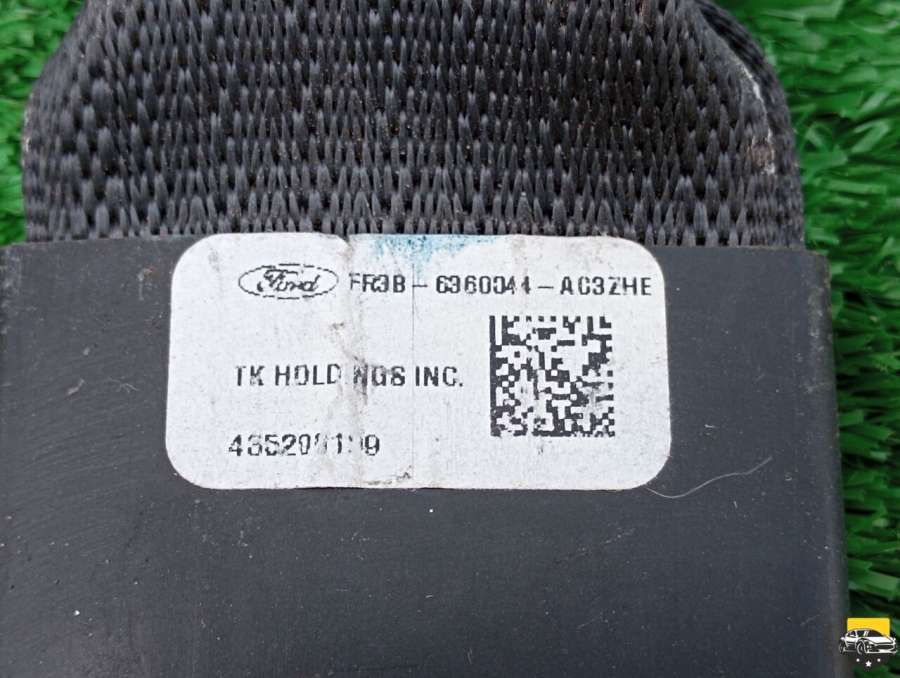 Ford FR3B-6360044-AC3ZHE
TK HOLDINGS INC.